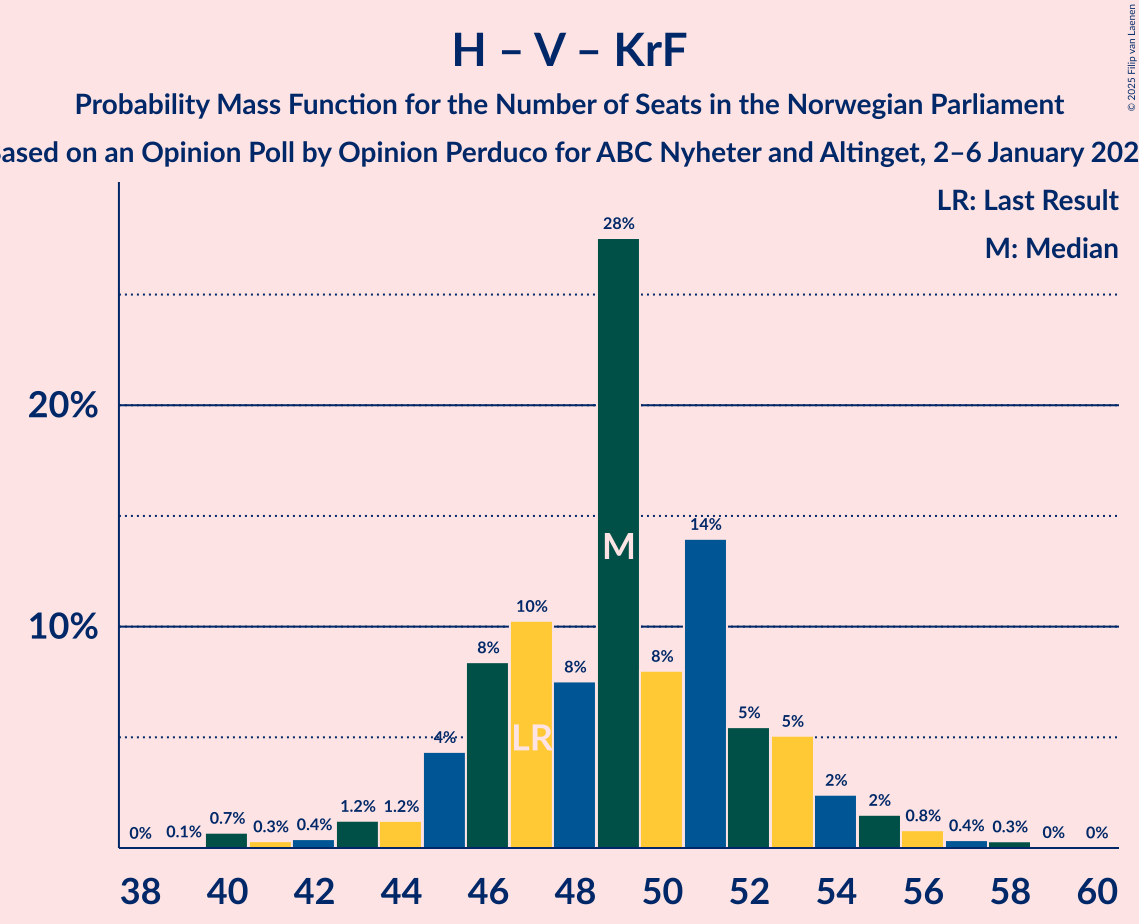 H – V – KrF
Probability Mass Function for the Number of Seats in the Norwegian Parliament
ased on an Opinion Poll by Opinion Perduco for ABC Nyheter and Altinget, 2–6 January 202
© 2025 Filip van Laenen
LR: Last Result
M: Median
20%
10%
0% 0.1% 0.7% 0.3% 0.4% 1.2% 1.2% 4% 8% 10% 8% 28% 8% 14% 5% 5% 2% 2% 0.8% 0.4% 0.3% 0% 0%
M
LR
38 40 42 44 46 48 50 52 54 56 58 60